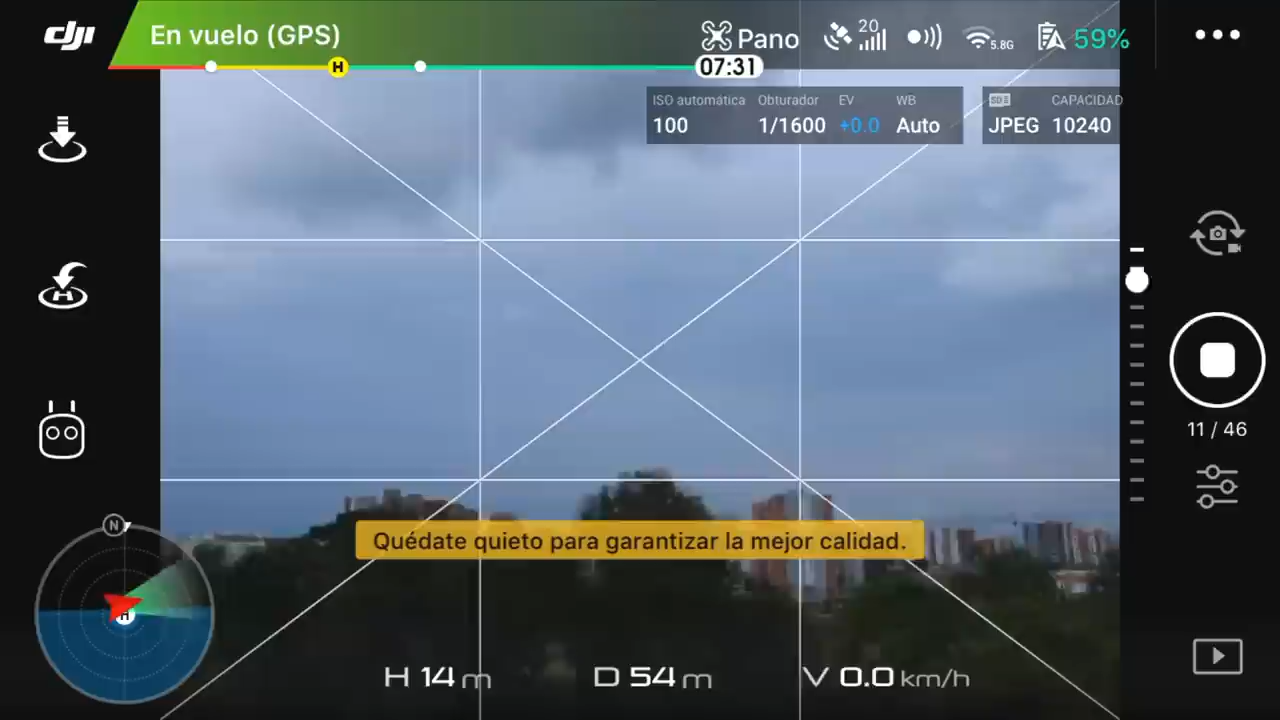 dji
En vuelo (GPS)
Pano
20
5.8G
59%
H
07:31
ISO automática
Obturador
EV
WB
100
1/1600
+0.0
Auto
SD
CAPACIDAD
JPEG
10240
11 / 46
N
H
Quédate quieto para garantizar la mejor calidad.
H 14 m
D 54 m
V 0.0 km/h